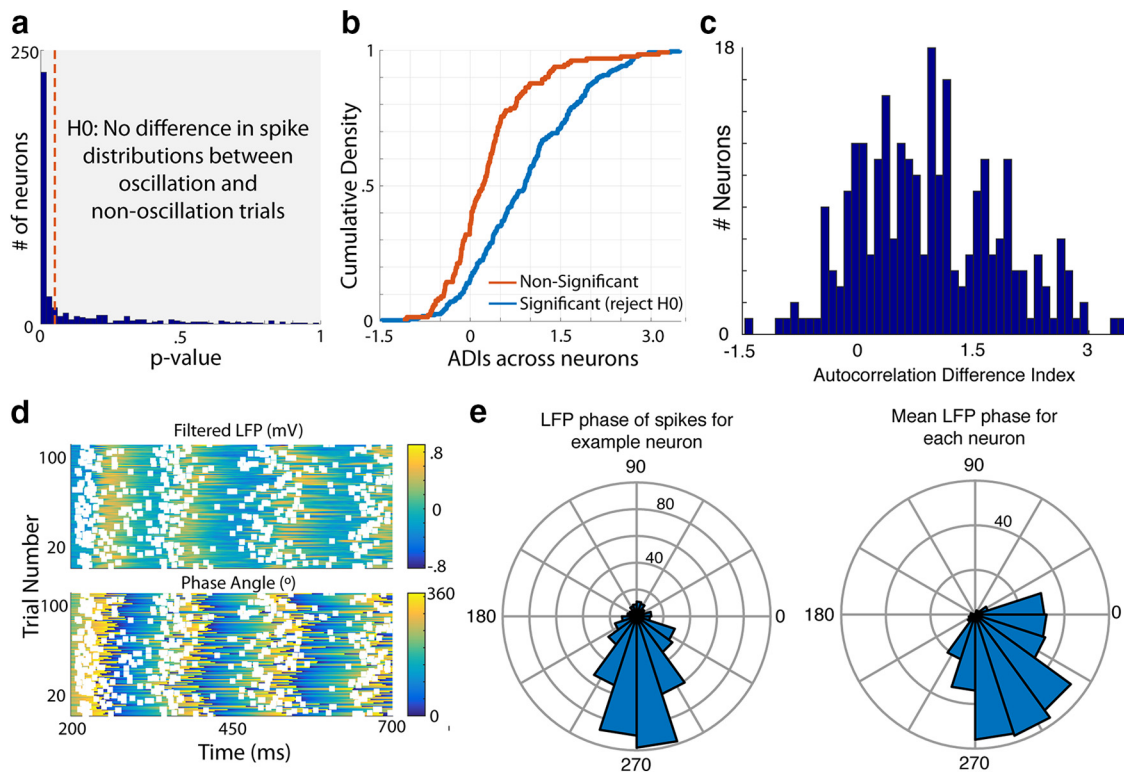 a
250
# of neurons
H0: No difference in spike
distributions between
oscillation and
non-oscillation trials
0
0
.5
1
p-value
b
1
Cumulative Density
.5
0
Non-Significant
Significant (reject H0)
-1.5
0
1.5
3.0
ADIs across neurons
c
18
# Neurons
0
-1.5
0
1.5
3
Autocorrelation Difference Index
d
Filtered LFP (mV)
100
20
.8
0
-.8
Trial Number
Phase Angle (º)
100
20
360
0
200
450
700
Time (ms)
e
LFP phase of spikes for
example neuron
90
80
40
180
0
270
Mean LFP phase for
each neuron
90
40
180
0
270